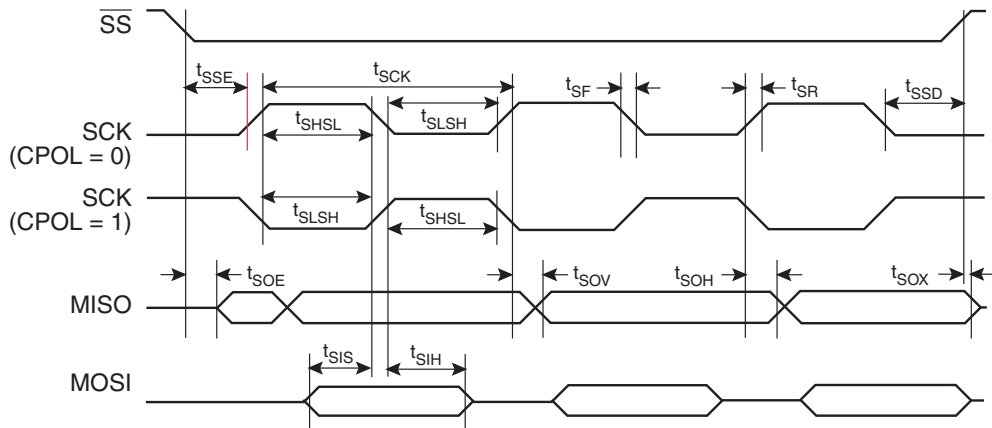 SS
tSSE
tSCK
tSF
tSR
tSSD
tSHSL
tSLSH
SCK
(CPOL = 0)
SCK
(CPOL = 1)
tSLSH
tSHSL
tSOE
tSOV
tSOH
tSOX
MISO
tSIS
tSIH
MOSI